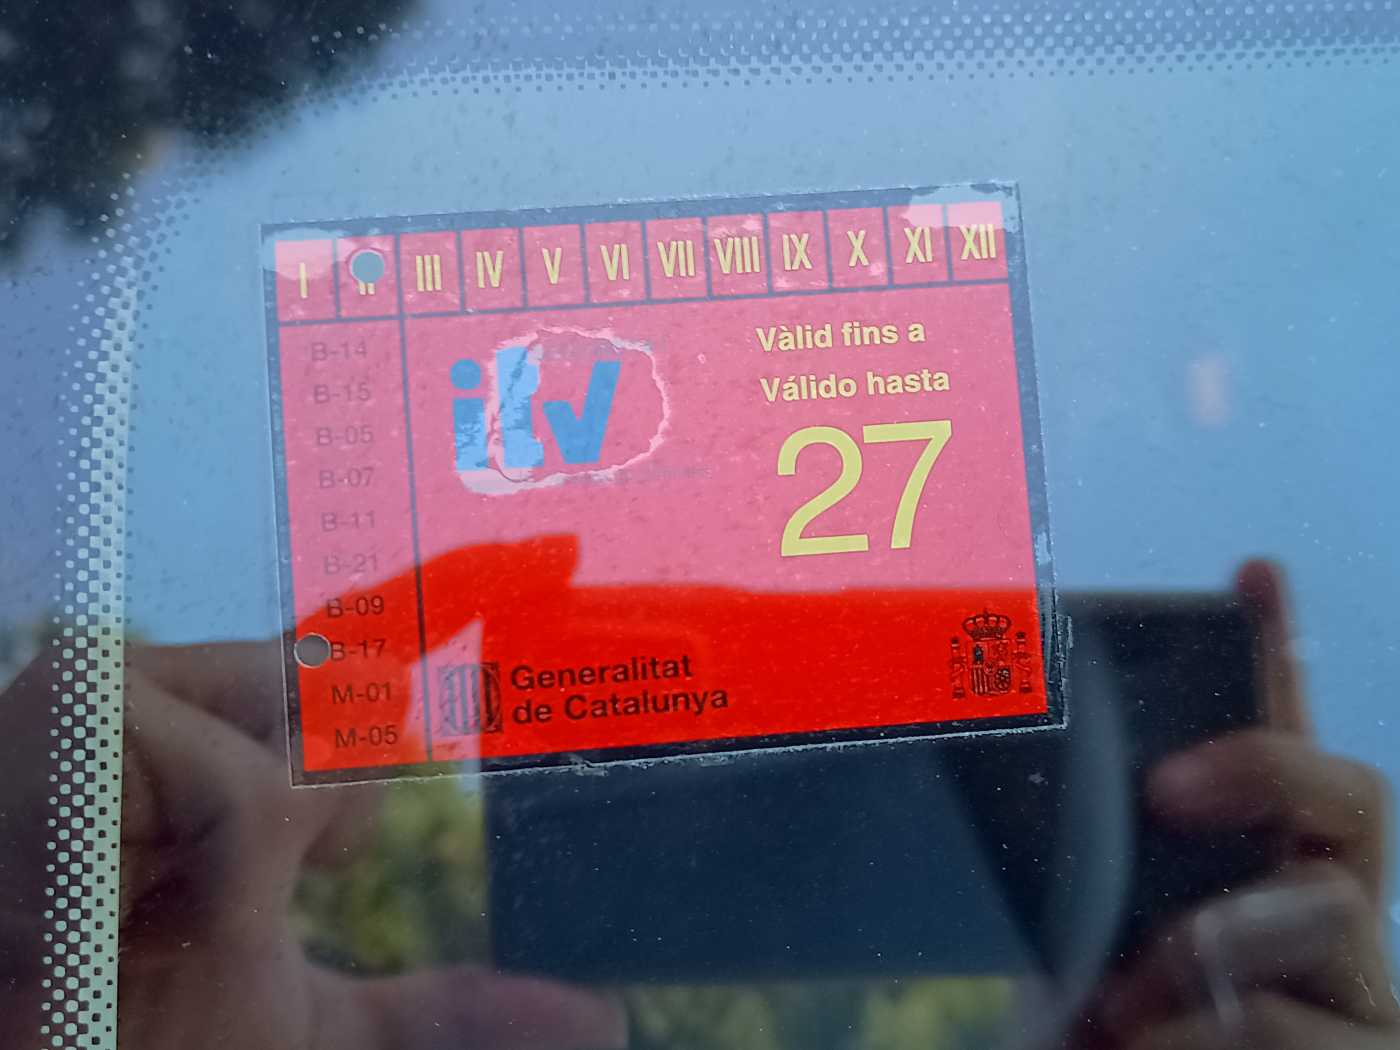 I II III IV V VI VII VIII IX X XI XII
B-14
B-15
B-05
B-07
B-11
B-21
B-09
B-17
M-01
M-05
itv
Vàlid fins a
Válido hasta
27
Generalitat
de Catalunya